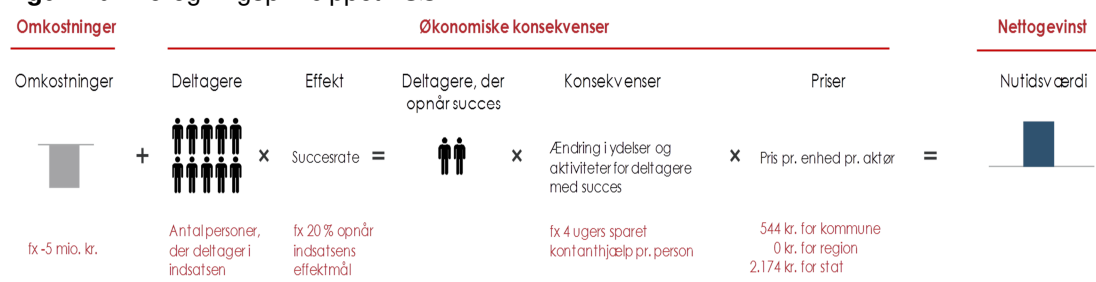 Omkostninger
Økonomiske konsekvenser
Nettogevinst
Omkostninger
Deltagere
Effekt
Deltagere, der
opnår succes
Konsekvenser
Priser
Nutidsværdi
+
×
Succesrate
=
×
Ændring i ydelser og
aktiviteter for deltagere
med succes
×
Pris pr. enhed pr. aktør
=
fx -5 mio. kr.
Antal personer,
der deltager i
indsatsen
fx 20 % opnår
indsatsens
effektmål
fx 4 ugers sparet
kontanthjælp pr. person
544 kr. for kommune
0 kr. for region
2.174 kr. for stat